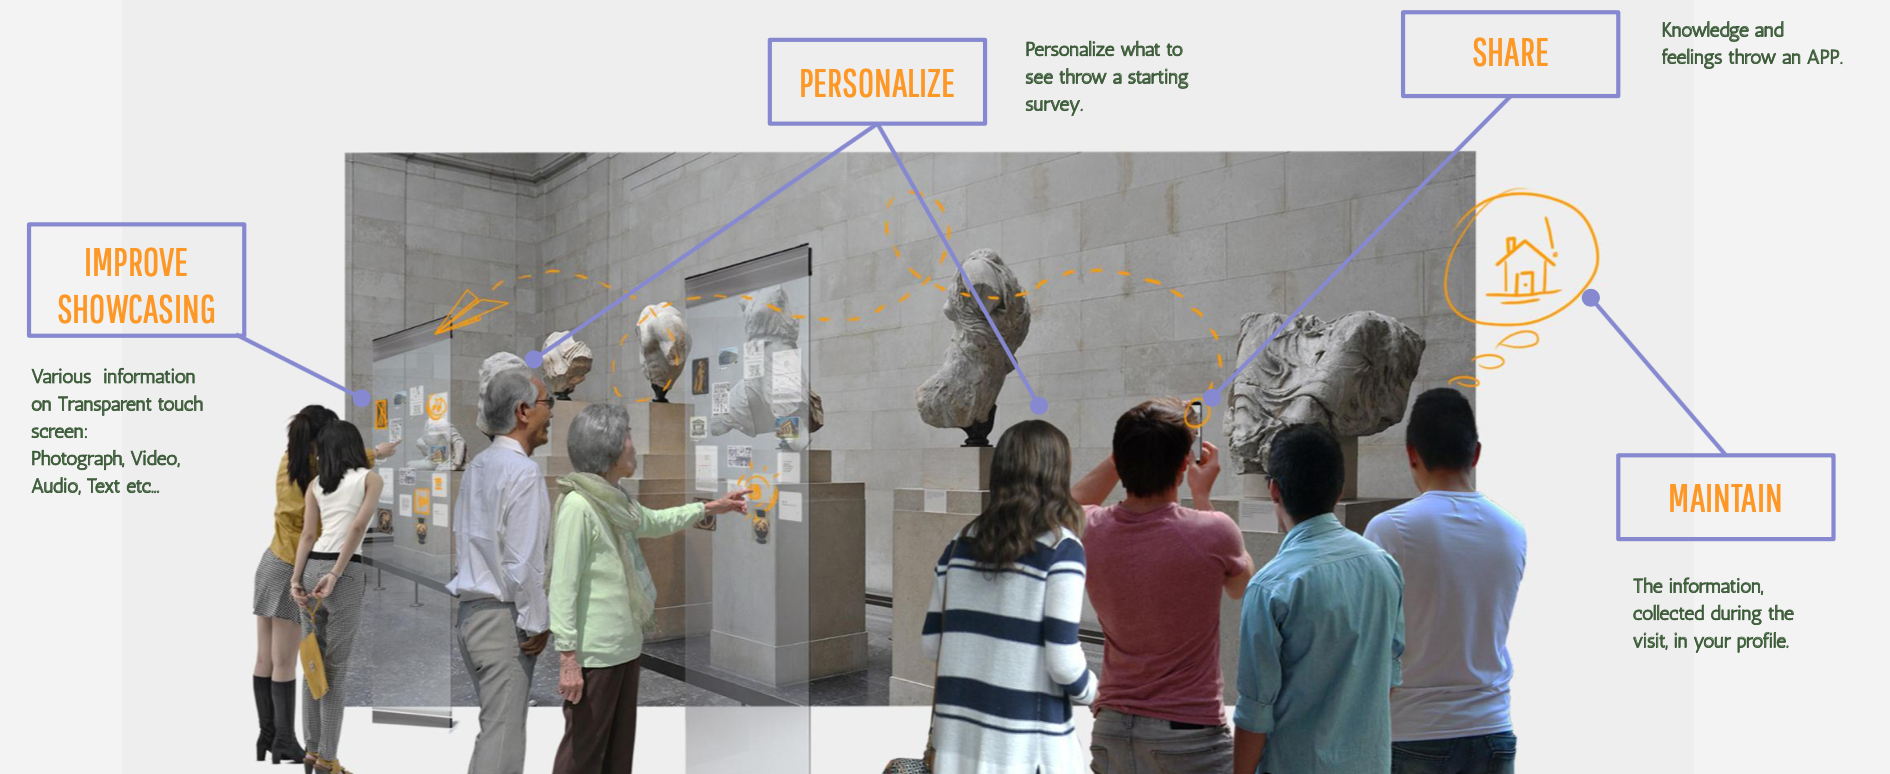 IMPROVE
SHOWCASING
Various information
on Transparent touch
screen:
Photograph, Video,
Audio, Text etc...
PERSONALIZE
Personalize what to
see throw a starting
survey.
SHARE
Knowledge and
feelings throw an APP.
MAINTAIN
The information,
collected during the
visit, in your profile.